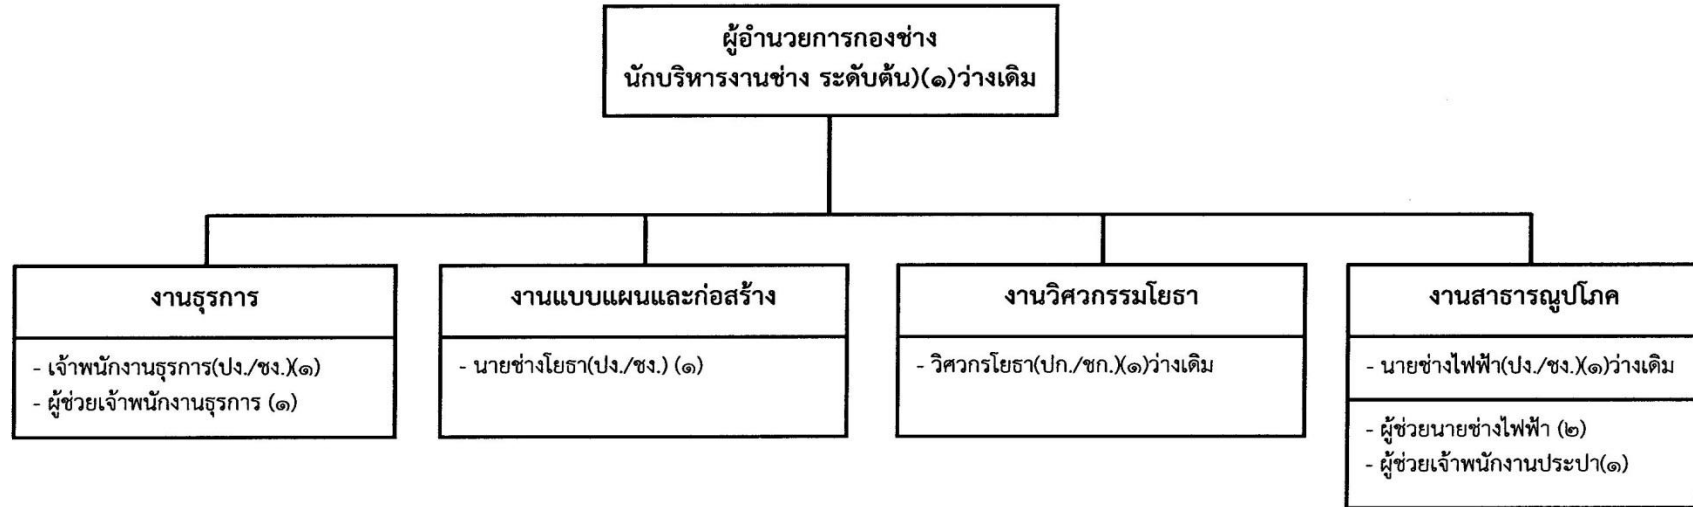 ผู้อำนวยการกองช่าง
นักบริหารงานช่าง ระดับต้น)(๑)ว่างเดิม
งานธุรการ
- เจ้าพนักงานธุรการ(ปง./ชง.)(๑)
- ผู้ช่วยเจ้าพนักงานธุรการ (๑)
งานแบบแผนและก่อสร้าง
- นายช่างโยธา(ปง./ชง.) (๑)
งานวิศวกรรมโยธา
- วิศวกรโยธา(ปก./ชก.)(๑)ว่างเดิม
งานสาธารณูปโภค
- นายช่างไฟฟ้า(ปง./ชง.)(๑)ว่างเดิม
- ผู้ช่วยนายช่างไฟฟ้า (๒)
- ผู้ช่วยเจ้าพนักงานประปา(๑)